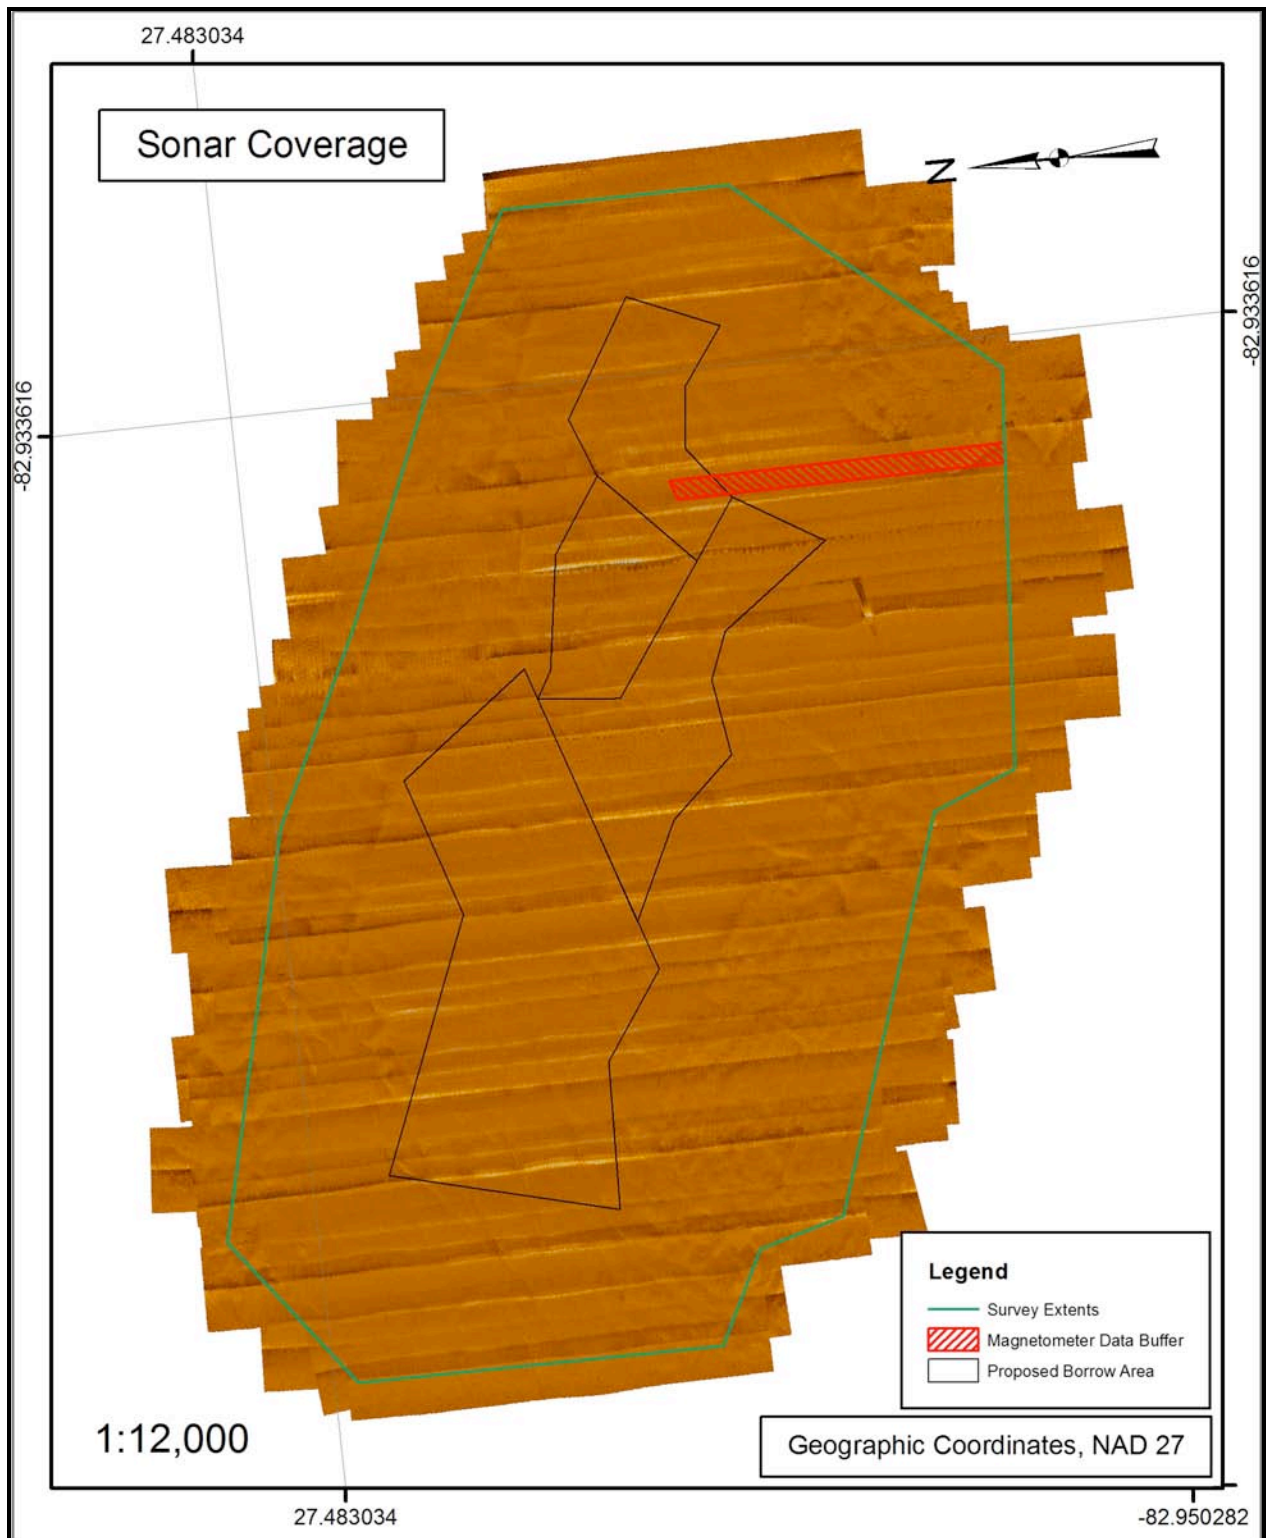 27.483034
Sonar Coverage
N
-82.933616
-82.933616
Legend
Survey Extents
Magnetometer Data Buffer
Proposed Borrow Area
1:12,000
Geographic Coordinates, NAD 27
27.483034
-82.950282